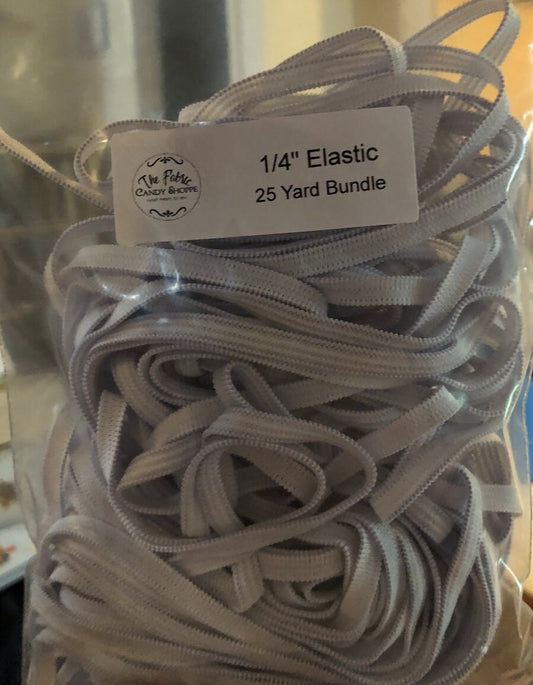 The Fabric
CANDY SHOPPE
1/4" Elastic
25 Yard Bundle